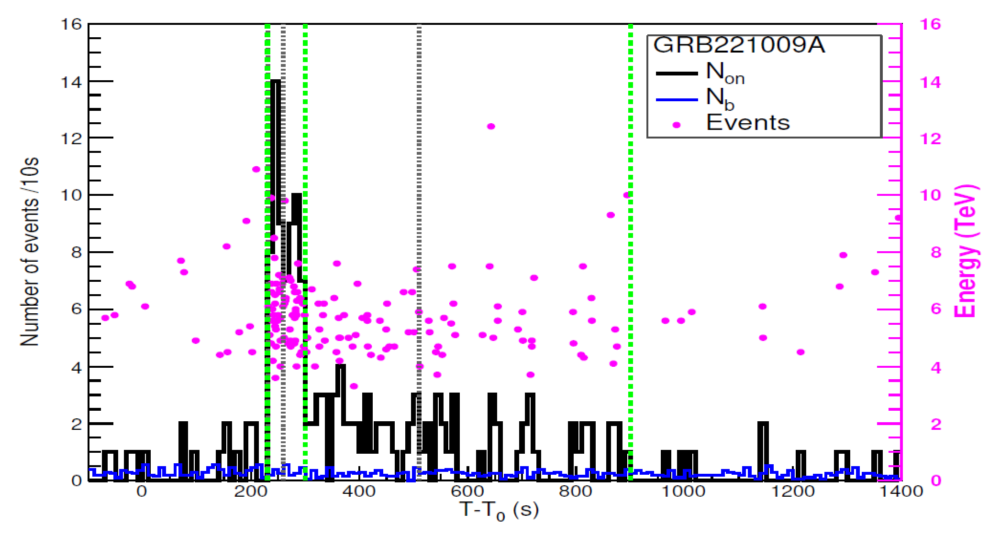 16
14
12
10
8
6
4
2
0
Number of events /10s
GRB221009A
Non
Nb
Events
16
14
12
10
8
6
4
2
0
Energy (TeV)
0 200 400 600 800 1000 1200 1400
T-T0 (s)